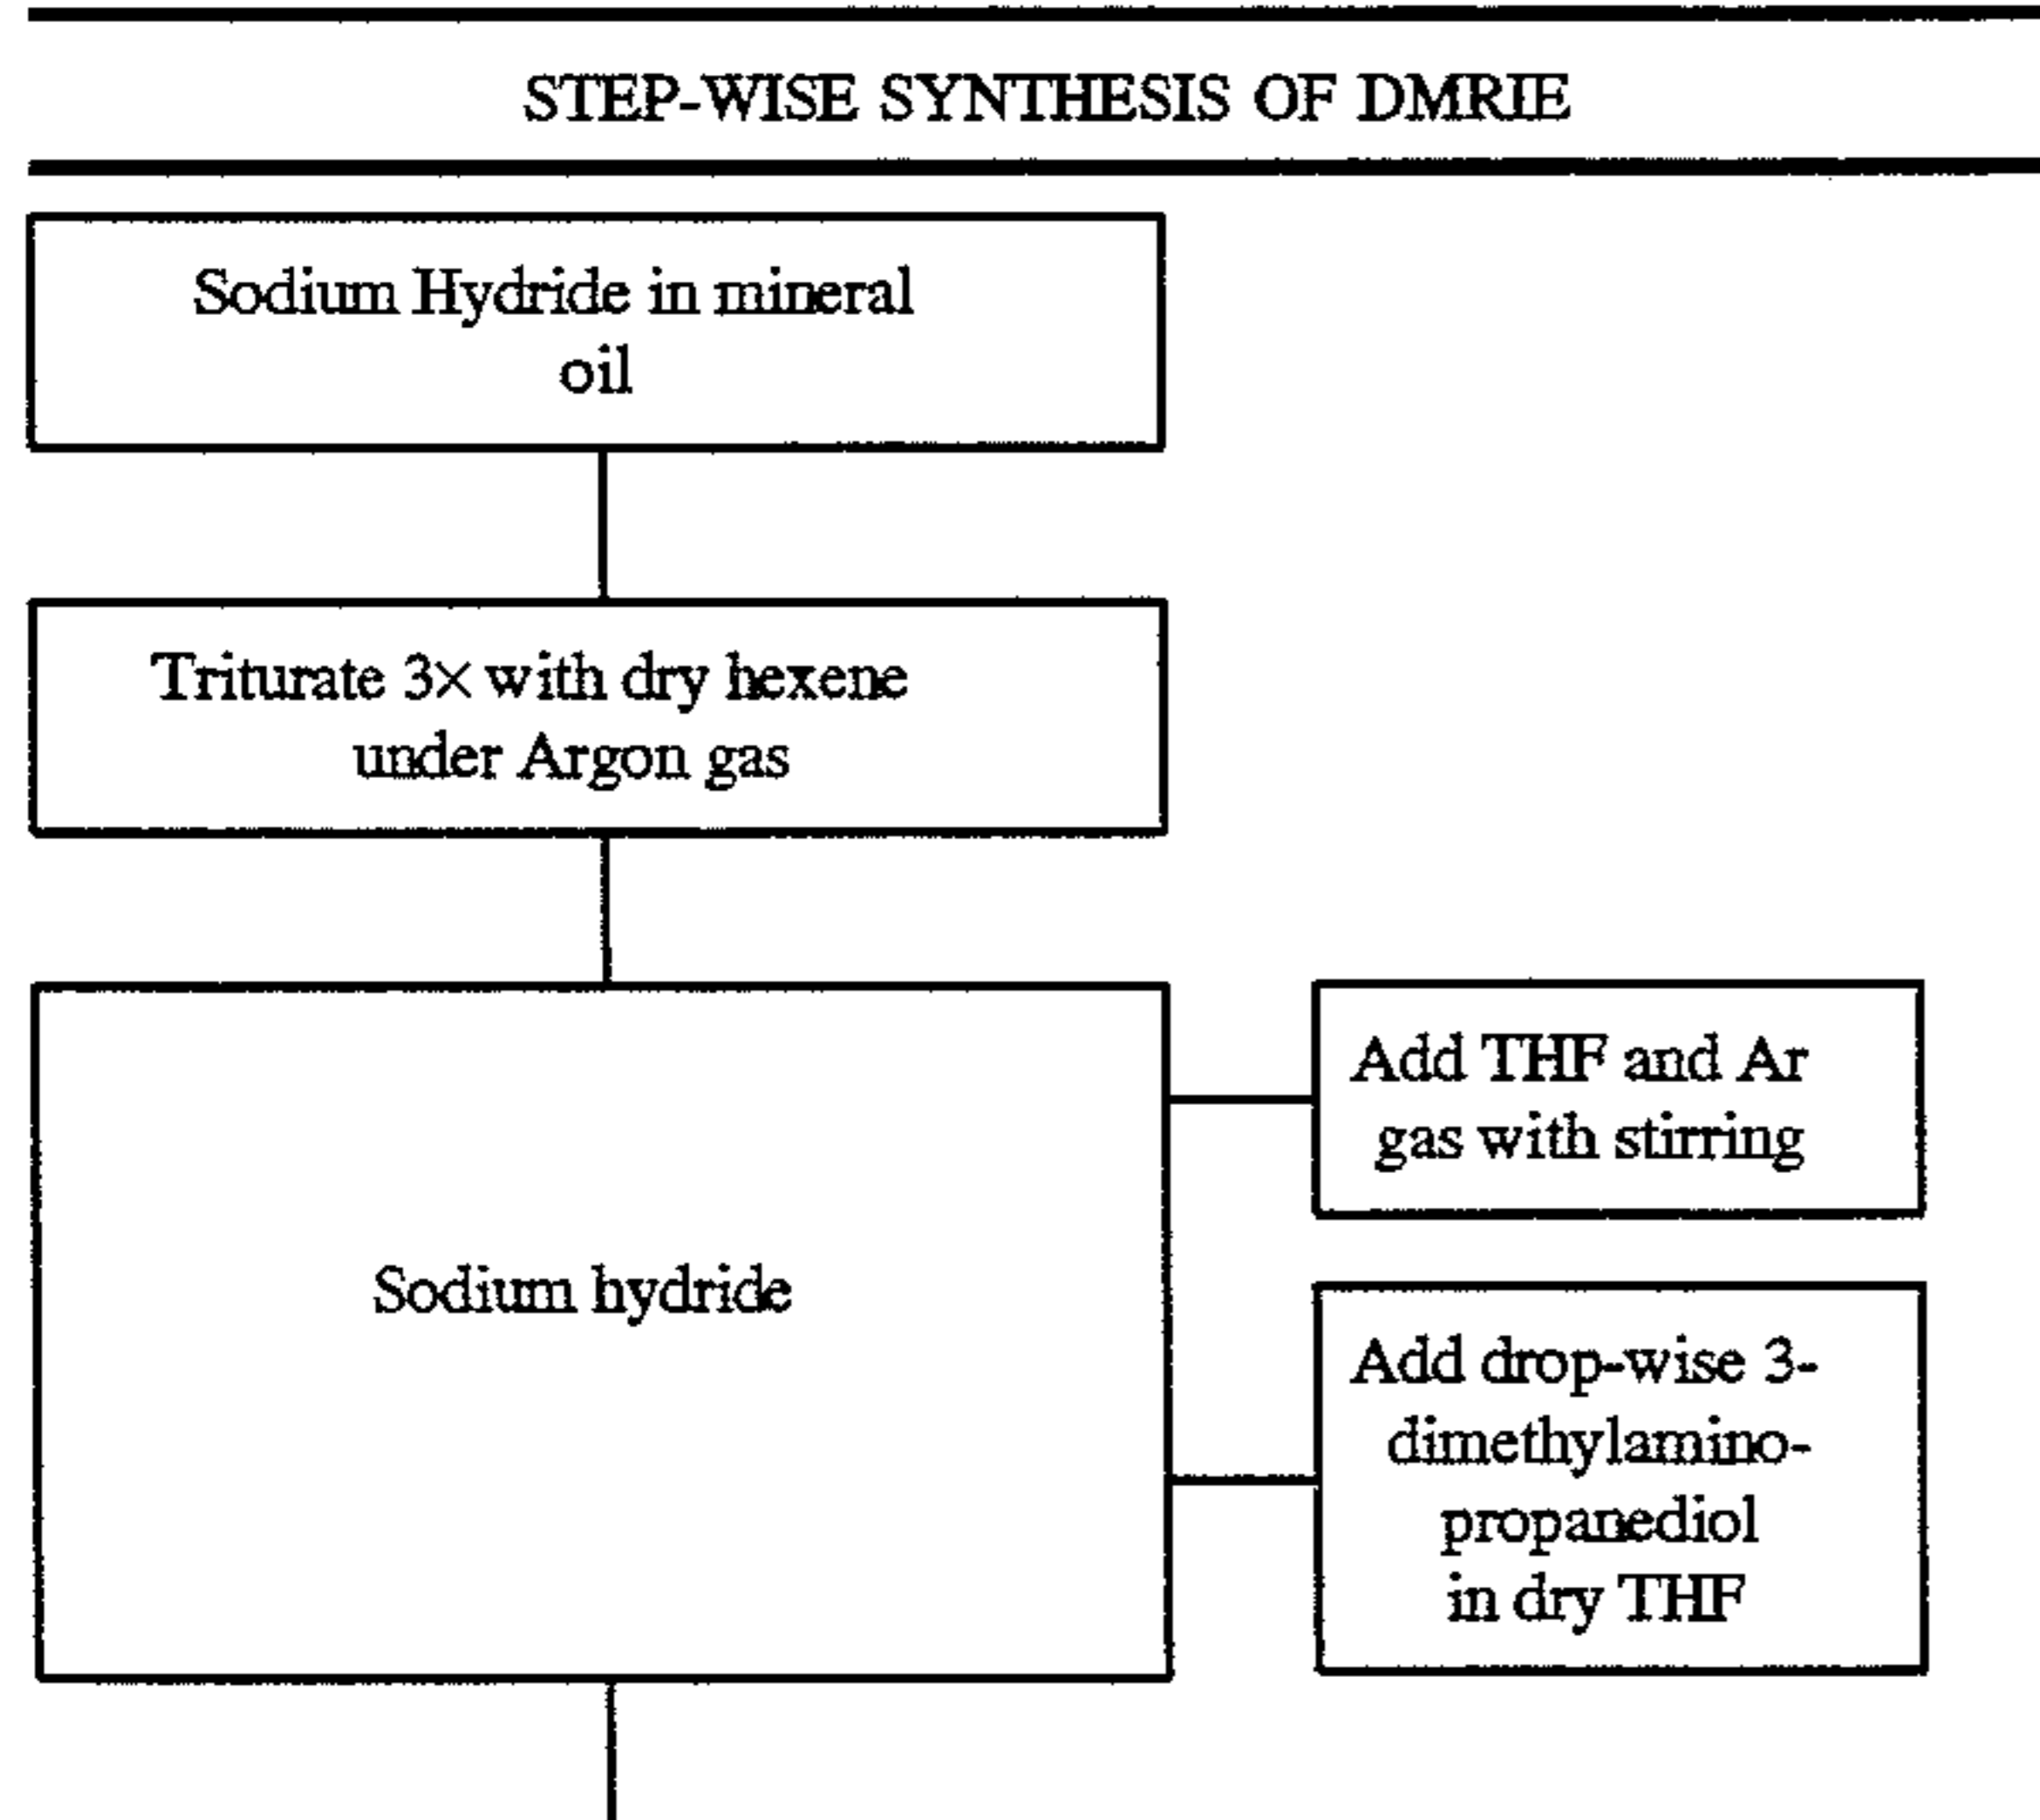 STEP-WISE SYNTHESIS OF DMRIE
Sodium Hydride in mineral
oil
Triturate 3× with dry hexene
under Argon gas
Sodium hydride
Add THF and Ar
gas with stirring
Add drop-wise 3-
dimethylamino-
propanediol
in dry THF